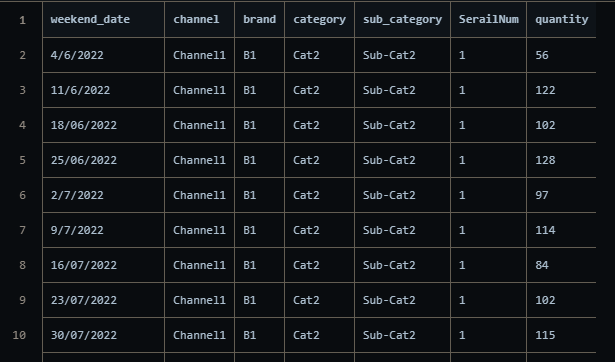 1 weekend_date channel brand category sub_category SerailNum quantity
2 4/6/2022 Channel1 B1 Cat2 Sub-Cat2 1 56
3 11/6/2022 Channel1 B1 Cat2 Sub-Cat2 1 122
4 18/06/2022 Channel1 B1 Cat2 Sub-Cat2 1 102
5 25/06/2022 Channel1 B1 Cat2 Sub-Cat2 1 128
6 2/7/2022 Channel1 B1 Cat2 Sub-Cat2 1 97
7 9/7/2022 Channel1 B1 Cat2 Sub-Cat2 1 114
8 16/07/2022 Channel1 B1 Cat2 Sub-Cat2 1 84
9 23/07/2022 Channel1 B1 Cat2 Sub-Cat2 1 102
10 30/07/2022 Channel1 B1 Cat2 Sub-Cat2 1 115